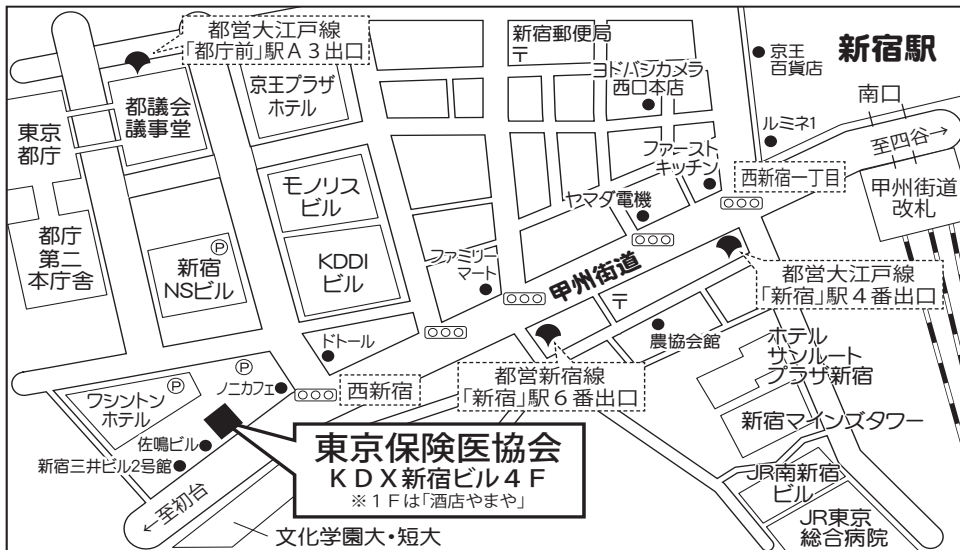 都営大江戸線
「都庁前」駅A3出口
新宿郵便局
〒
京王
百貨店
新宿駅
ヨドバシカメラ
西口本店
南口
京王プラザ
ホテル
都議会
議事堂
東京
都庁
ルミネ1
至四谷→
ファースト
キッチン
西新宿一丁目
甲州街道
改札
モノリス
ビル
ヤマダ電機
都庁
第二
本庁舎
Ⓟ
新宿
NSビル
KDDI
ビル
ファミリー
マート
甲州街道
〒
都営大江戸線
「新宿」駅4番出口
ドトール
農協会館
ホテル
サンルート
プラザ新宿
都営新宿線
「新宿」駅6番出口
西新宿
Ⓟ
Ⓟ
ノニカフェ
ワシントン
ホテル
新宿マインズタワー
佐鳴ビル
新宿三井ビル2号館
東京保険医協会
KDX新宿ビル4F
※1Fは「酒店やまや」
JR南新宿
ビル
←至初台
文化学園大・短大
JR東京
総合病院